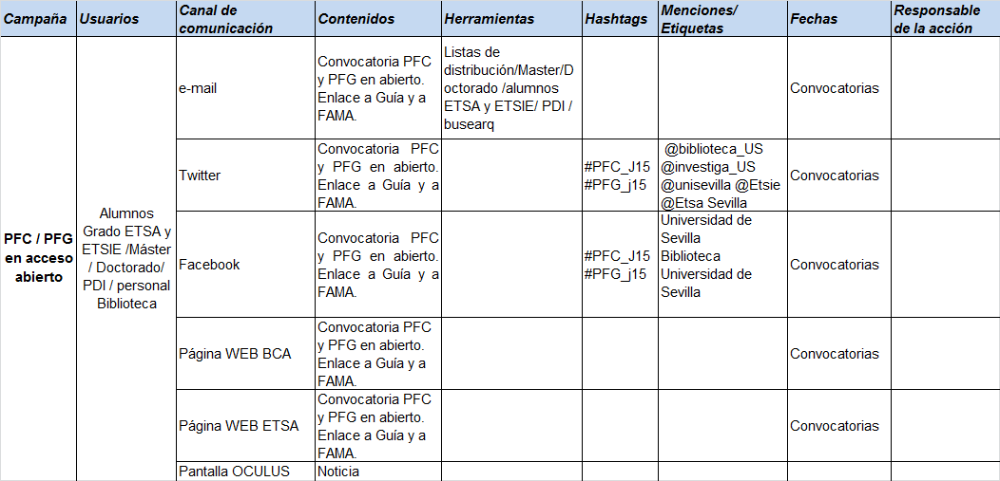 Campaña
Usuarios
Canal de
comunicación
Contenidos
Herramientas
Hashtags
Menciones/
Etiquetas
Fechas
Responsable
de la acción
PFC / PFG
en acceso
abierto
Alumnos
Grado ETSA y
ETSIE /Máster
/ Doctorado/
PDI / personal
Biblioteca
e-mail
Convocatoria PFC
y PFG en abierto.
Enlace a Guía y a
FAMA.
Listas de
distribución/Master/D
octorado /alumnos
ETSA y ETSIE/ PDI /
busearq
Convocatorias
Twitter
Convocatoria PFC
y PFG en abierto.
Enlace a Guía y a
FAMA.
#PFC_J15
#PFG_j15
@biblioteca_US
@investiga_US
@unisevilla @Etsie
@Etsa Sevilla
Convocatorias
Facebook
Convocatoria PFC
y PFG en abierto.
Enlace a Guía y a
FAMA.
#PFC_J15
#PFG_j15
Universidad de
Sevilla
Biblioteca
Universidad de
Sevilla
Convocatorias
Página WEB BCA
Convocatoria PFC
y PFG en abierto.
Enlace a Guía y a
FAMA.
Convocatorias
Página WEB ETSA
Convocatoria PFC
y PFG en abierto.
Enlace a Guía y a
FAMA.
Convocatorias
Pantalla OCULUS
Noticia